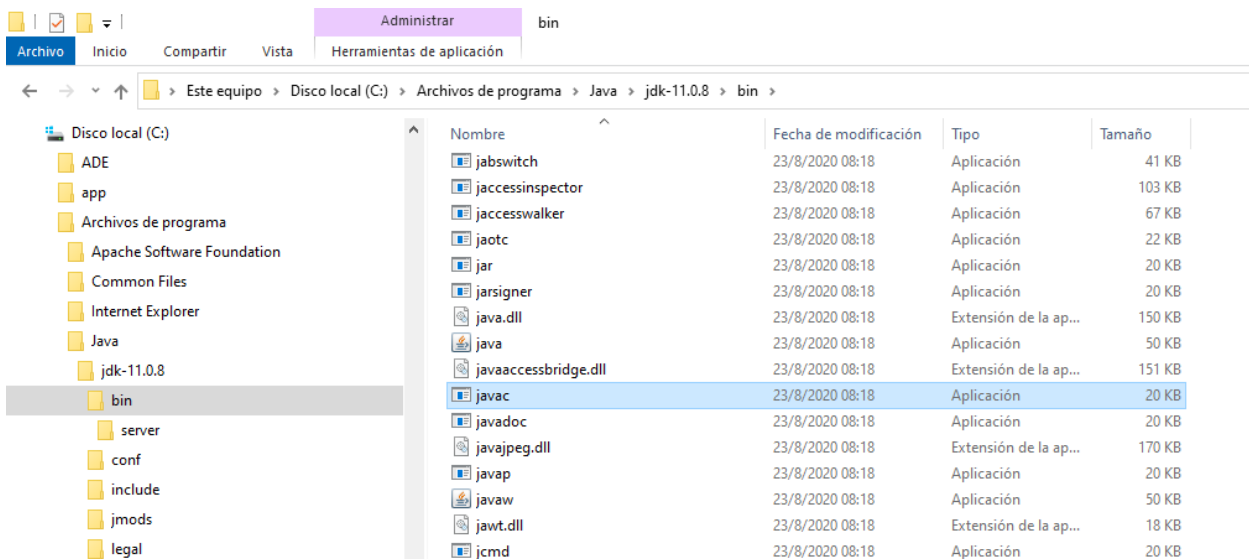 Administrar bin
Archivo Inicio Compartir Vista Herramientas de aplicación
Este equipo > Disco local (C:) > Archivos de programa > Java > jdk-11.0.8 > bin >
Disco local (C:)
ADE
app
Archivos de programa
Apache Software Foundation
Common Files
Internet Explorer
Java
jdk-11.0.8
bin
server
conf
include
jmods
legal
Nombre Fecha de modificación Tipo Tamaño
jabswitch 23/8/2020 08:18 Aplicación 41 KB
jaccessinspector 23/8/2020 08:18 Aplicación 103 KB
jaccesswalker 23/8/2020 08:18 Aplicación 67 KB
jaotc 23/8/2020 08:18 Aplicación 22 KB
jar 23/8/2020 08:18 Aplicación 20 KB
jarsigner 23/8/2020 08:18 Aplicación 20 KB
java.dll 23/8/2020 08:18 Extensión de la ap... 150 KB
java 23/8/2020 08:18 Aplicación 50 KB
javaaccessbridge.dll 23/8/2020 08:18 Extensión de la ap... 151 KB
javac 23/8/2020 08:18 Aplicación 20 KB
javadoc 23/8/2020 08:18 Aplicación 20 KB
javajpeg.dll 23/8/2020 08:18 Extensión de la ap... 170 KB
javap 23/8/2020 08:18 Aplicación 20 KB
javaw 23/8/2020 08:18 Aplicación 50 KB
jawt.dll 23/8/2020 08:18 Extensión de la ap... 18 KB
jcmd 23/8/2020 08:18 Aplicación 20 KB